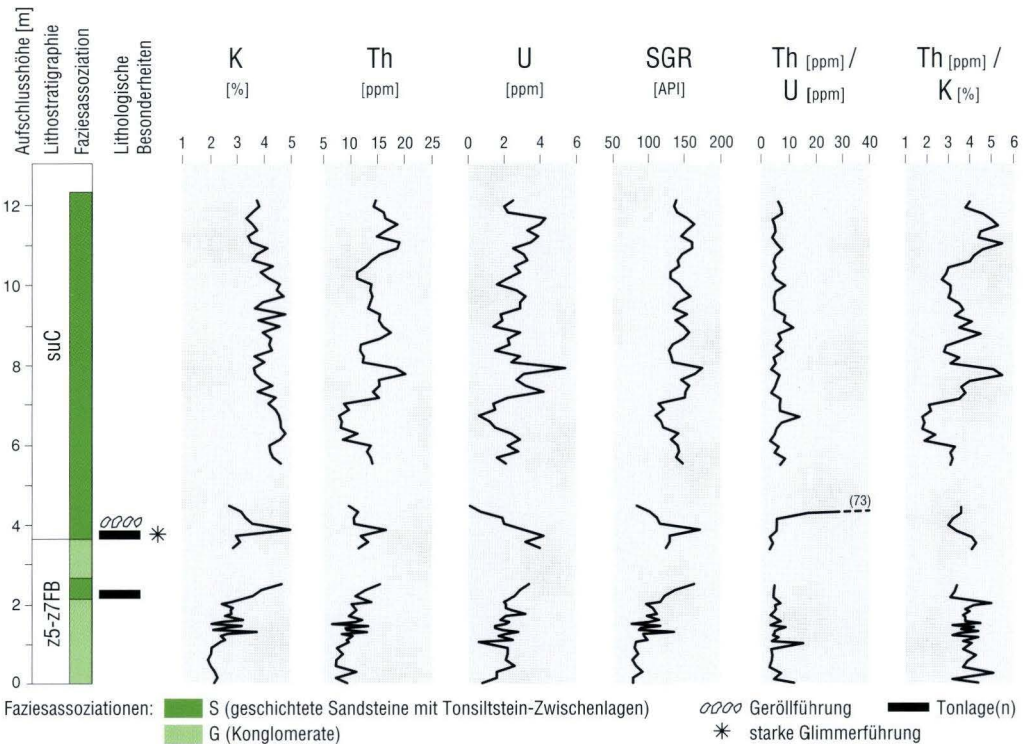 Aufschlusshöhe [m]
Lithostratigraphie
Faziesassoziation
Lithologische
Besonderheiten
K
[%]
Th
[ppm]
U
[ppm]
SGR
[API]
Th [ppm] /
U [ppm]
Th [ppm] /
K [%]
1 2 3 4 5
5 10 15 20 25
0 2 4 6
50 100 150 200
0 10 20 30 40
1 2 3 4 5 6
12
10
8
6
4
2
0
suC
z5-z7FB
(73)
Faziesassoziationen:
S (geschichtete Sandsteine mit Tonsiltstein-Zwischenlagen)
G (Konglomerate)
Geröllführung
starke Glimmerführung
Tonlage(n)